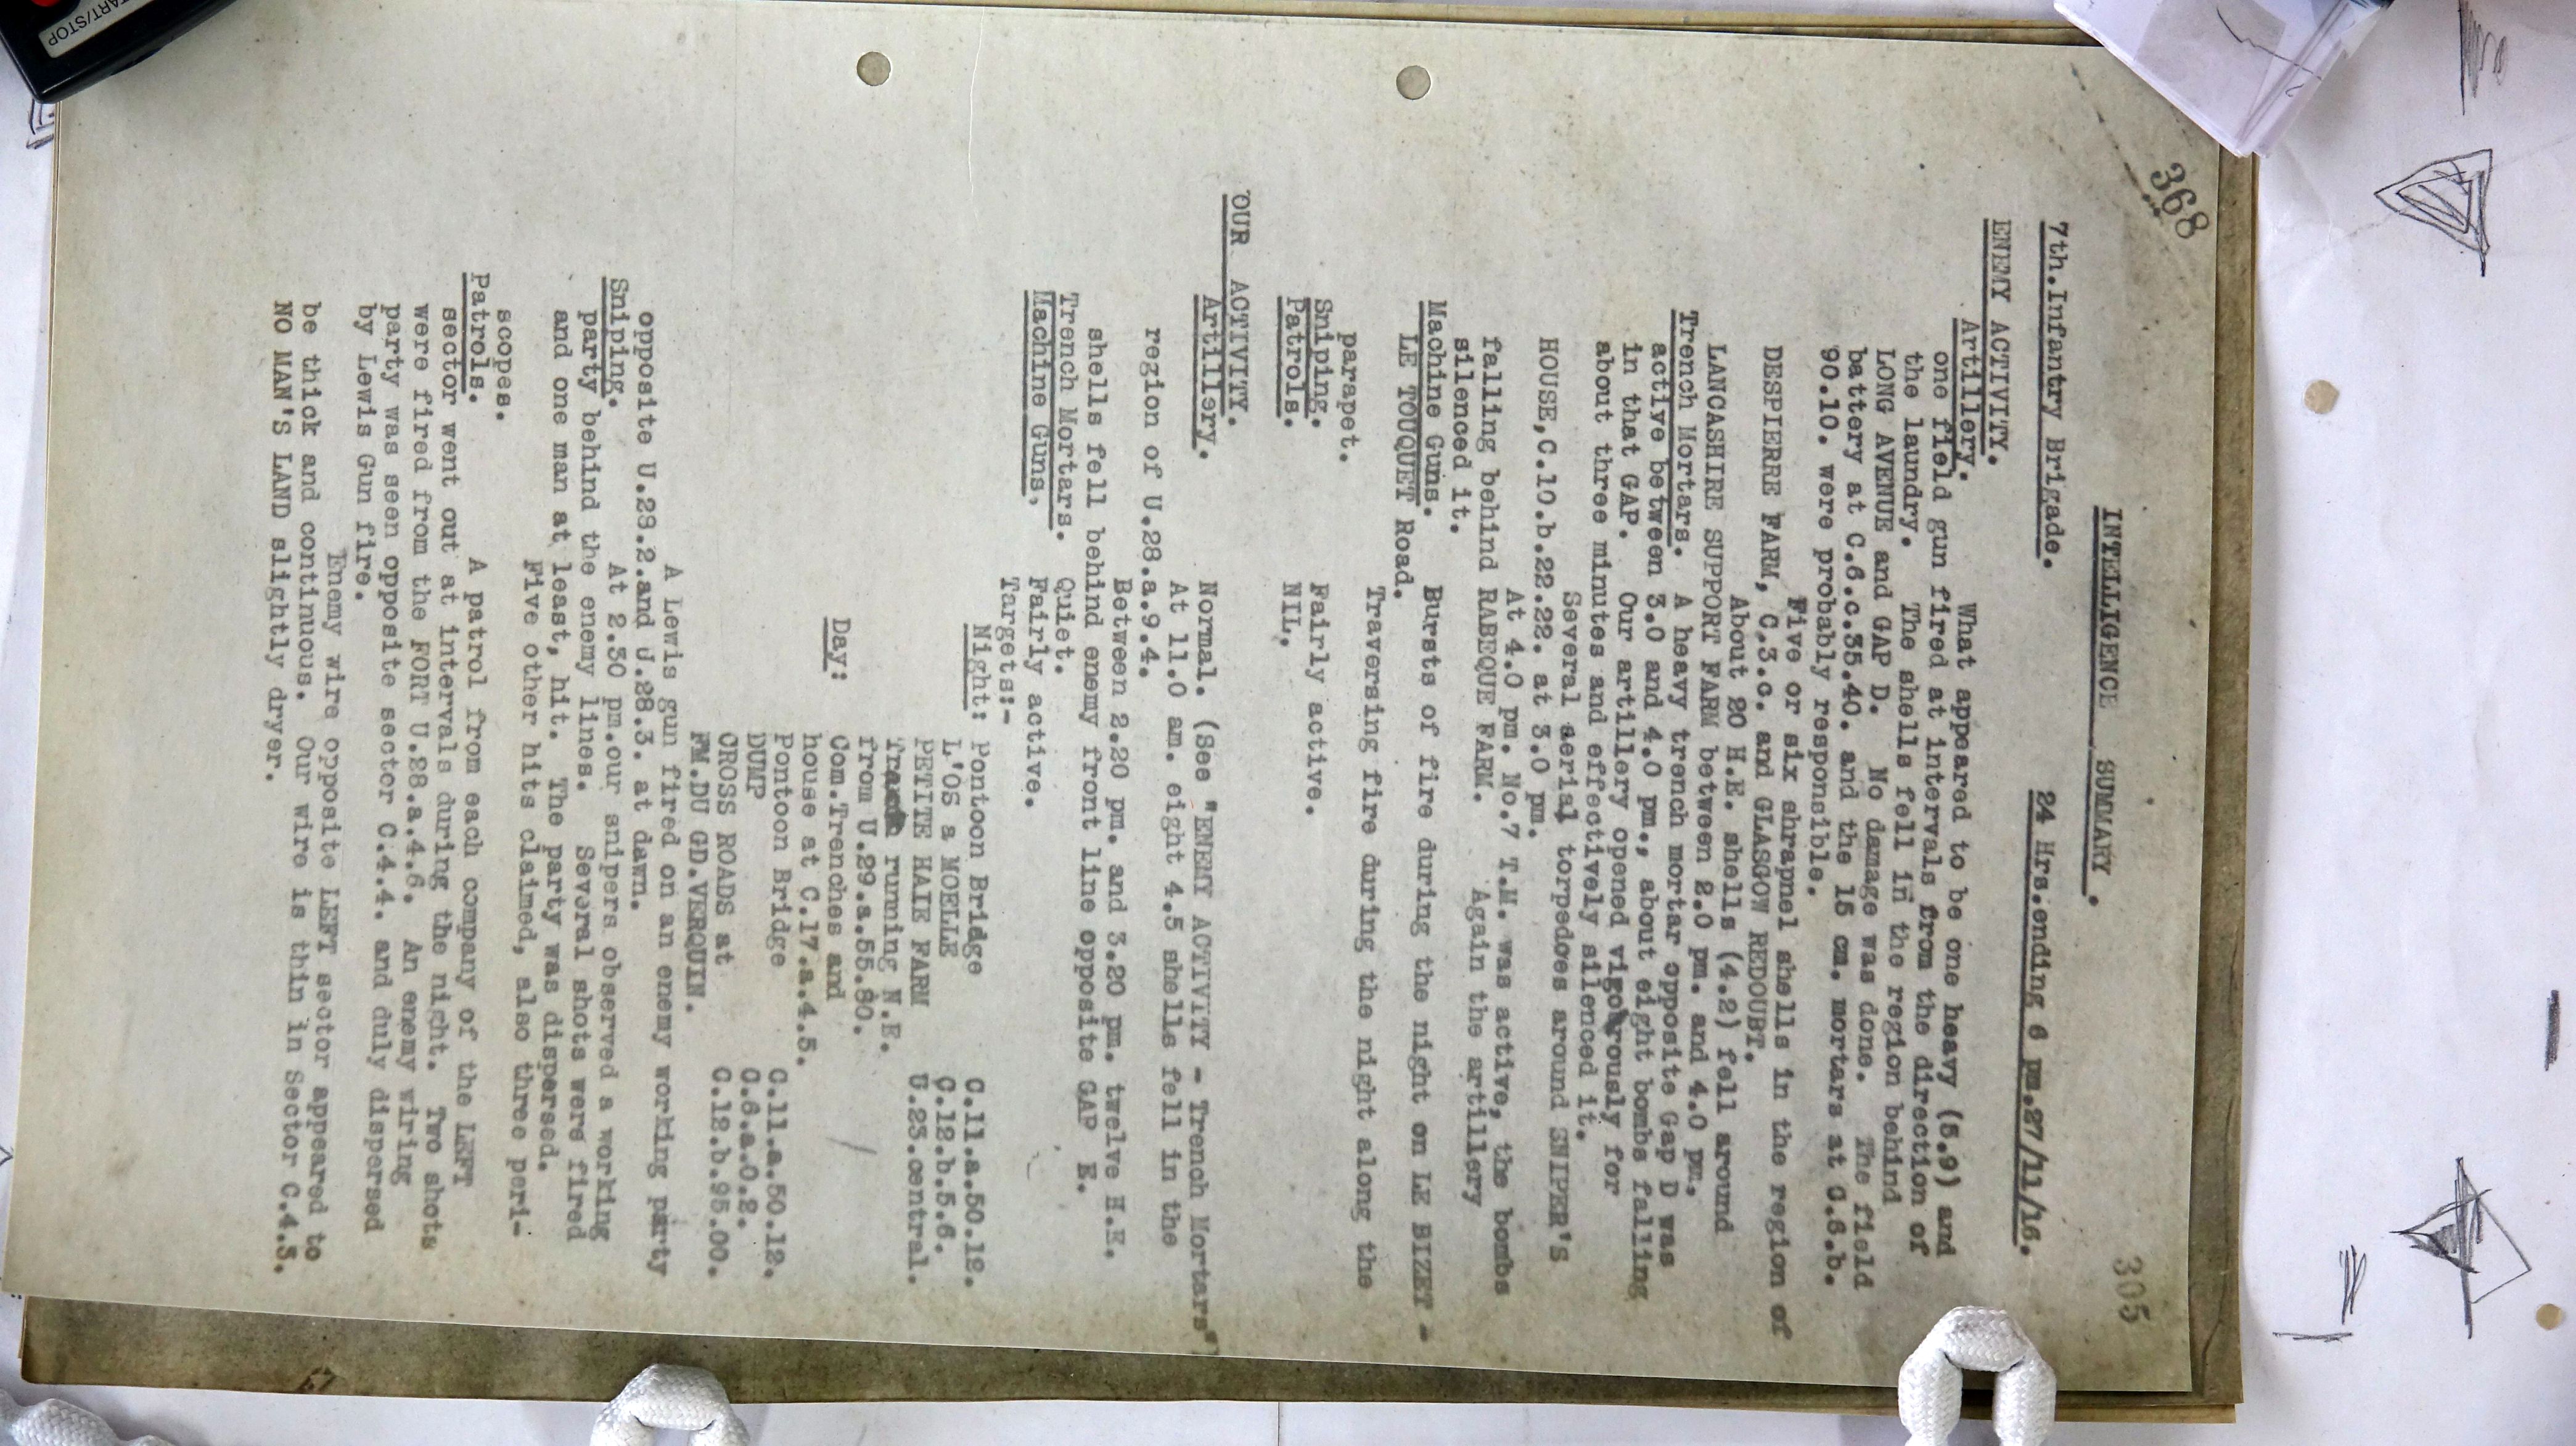 START/STOP
368
305
INTELLIGENCE SUMMARY.
7th.Infantry Brigade. 24 Hrs.ending 6 pm.27/11/16.
ENEMY ACTIVITY.
Artillery. What appeared to be one heavy (5.9) and
one field gun fired at intervals from the direction of
the laundry. The shells fell in the region behind
LONG AVENUE and GAP D. No damage was done. The field
battery at C.6.c.35.40. and the 15 cm. mortars at C.6.b.
90.10. were probably responsible.
Five or six shrapnel shells in the region of
DESPIERRE FARM, C.3.c. and GLASGOW REDOUBT.
About 20 H.E. shells (4.2) fell around
LANCASHIRE SUPPORT FARM between 2.0 pm. and 4.0 pm.
Trench Mortars. A heavy trench mortar opposite Gap D was
active between 3.0 and 4.0 pm., about eight bombs falling
in that GAP. Our artillery opened vigorously for
about three minutes and effectively silenced it.
Several aerial torpedoes around SNIPER'S
HOUSE,C.10.b.22.22. at 3.0 pm.
At 4.0 pm. No.7 T.M. was active, the bombs
falling behind RABEQUE FARM. Again the artillery
silenced it.
Machine Guns. Bursts of fire during the night on LE BIZET -
LE TOUQUET Road.
Traversing fire during the night along the
parapet.
Sniping. Fairly active.
Patrols. NIL.
OUR ACTIVITY.
Artillery. Normal. (See "ENEMY ACTIVITY - Trench Mortars")
At 11.0 am. eight 4.5 shells fell in the
region of U.28.a.9.4.
Between 2.20 pm. and 3.20 pm. twelve H.E.
shells fell behind enemy front line opposite GAP E.
Trench Mortars. Quiet.
Machine Guns, Fairly active.
Targets:-
Night: Pontoon Bridge C.11.a.50.12.
L'OS a MOELLE C.12.b.5.6.
PETITE HAIE FARM U.23.central.
Tram running N.E.
from U.29.a.55.80.
Com.Trenches and
house at C.17.a.4.5.
Day: Pontoon Bridge C.11.a.50.12.
DUMP C.6.a.0.2.
CROSS ROADS at C.12.b.95.00.
FM.DU GD.VERQUIN.
A Lewis gun fired on an enemy working party
opposite U.28.2.and U.28.3. at dawn.
Sniping. At 2.30 pm.our snipers observed a working
party behind the enemy lines. Several shots were fired
and one man at least, hit. The party was dispersed.
Five other hits claimed, also three peri-
scopes.
Patrols. A patrol from each company of the LEFT
sector went out at intervals during the night. Two shots
were fired from the FORT U.28.a.4.6. An enemy wiring
party was seen opposite sector C.4.4. and duly dispersed
by Lewis Gun fire.
Enemy wire opposite LEFT sector appeared to
be thick and continuous. Our wire is thin in Sector C.4.5.
NO MAN'S LAND slightly dryer.